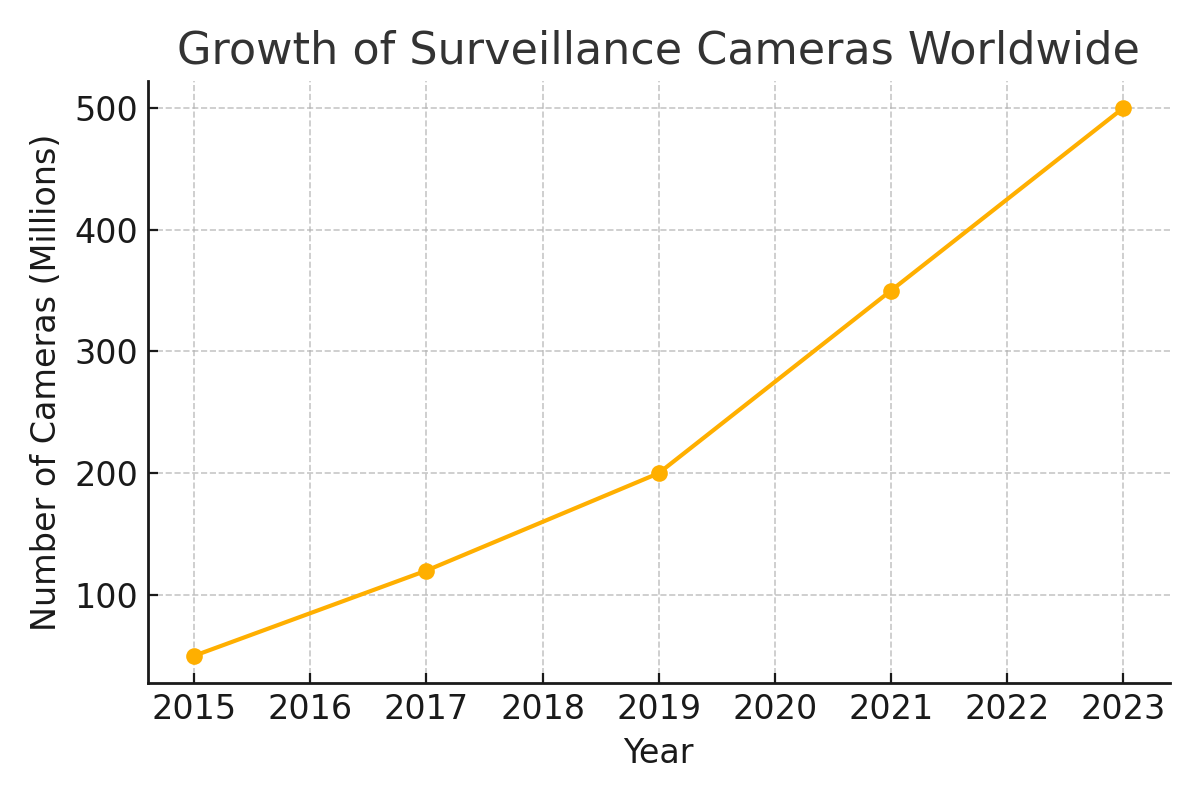 Growth of Surveillance Cameras Worldwide
Number of Cameras (Millions)
500
400
300
200
100
2015 2016 2017 2018 2019 2020 2021 2022 2023
Year